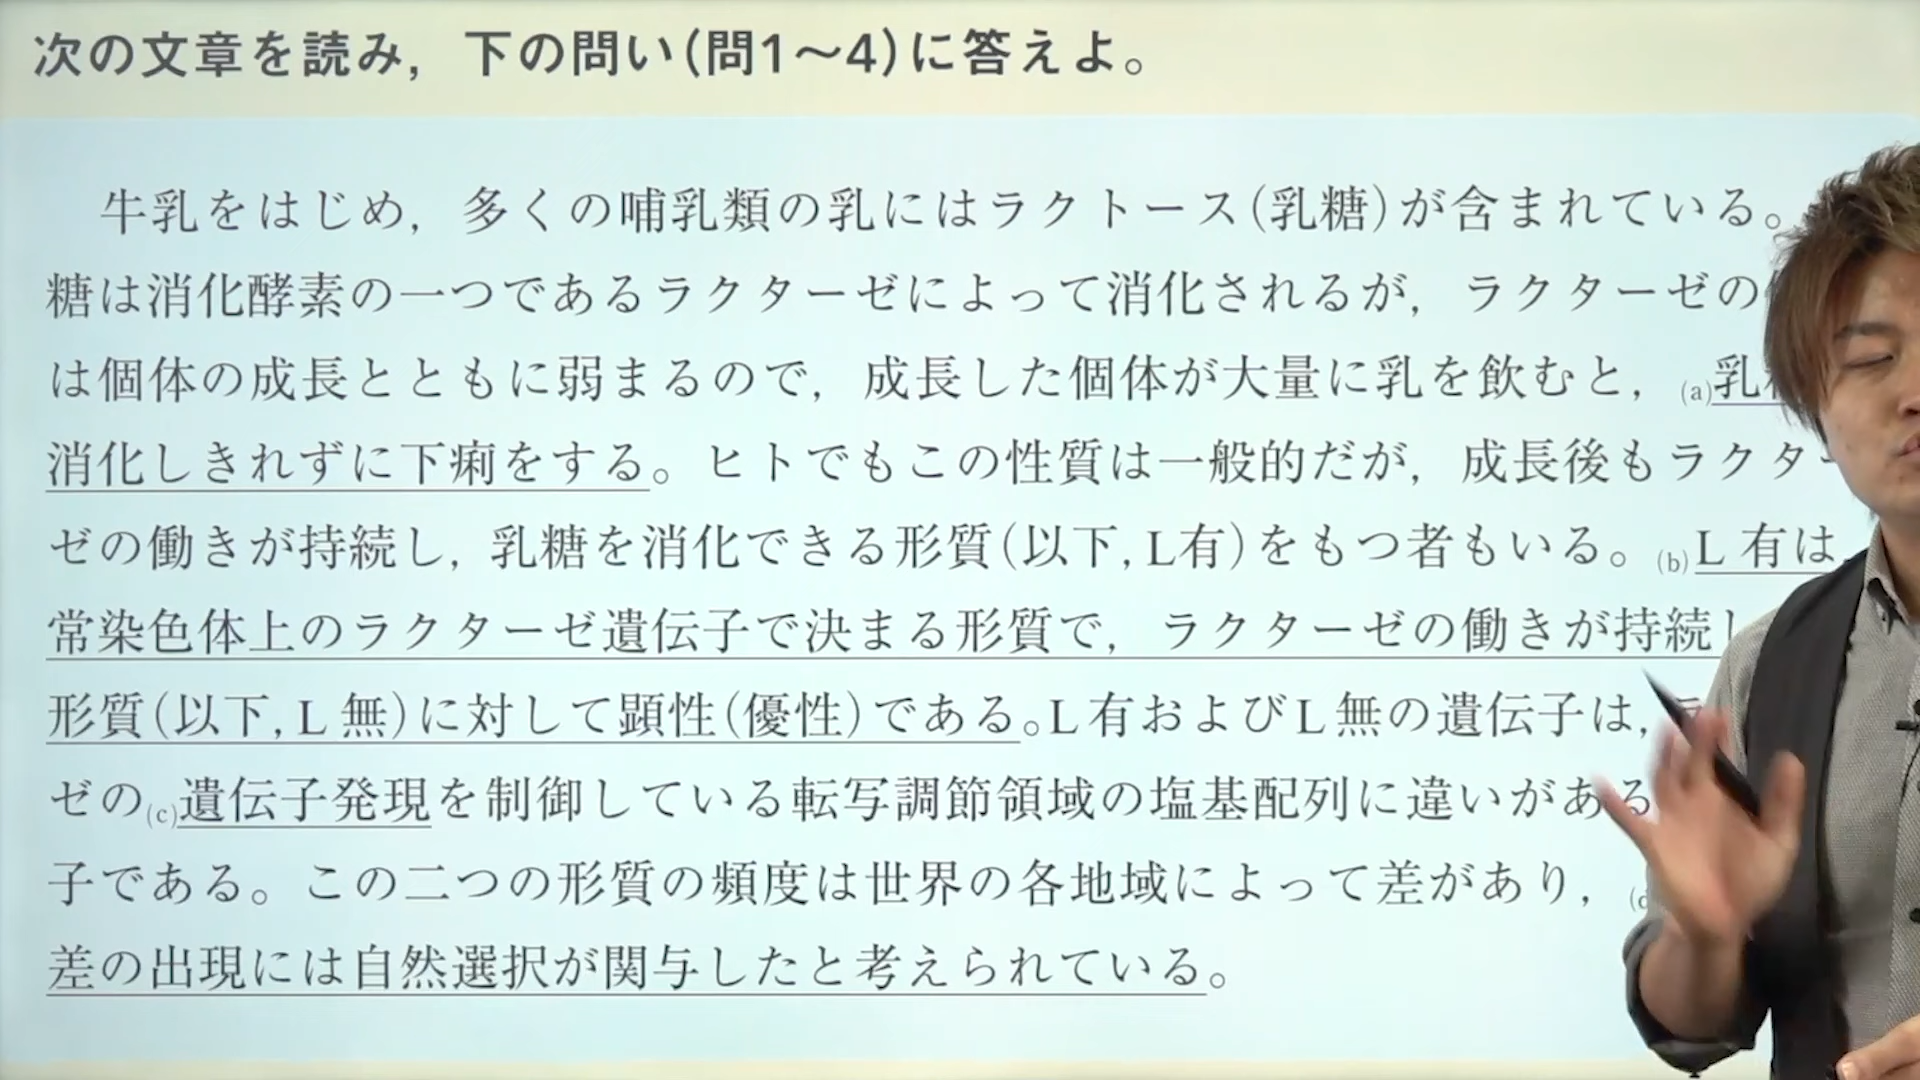 次の文章を読み，下の問い(問1〜4)に答えよ。
牛乳をはじめ，多くの哺乳類の乳にはラクトース(乳糖)が含まれている。
糖は消化酵素の一つであるラクターゼによって消化されるが，ラクターゼの
は個体の成長とともに弱まるので，成長した個体が大量に乳を飲むと，(a)乳
消化しきれずに下痢をする。ヒトでもこの性質は一般的だが，成長後もラクター
ゼの働きが持続し，乳糖を消化できる形質(以下，L有)をもつ者もいる。(b)L有は
常染色体上のラクターゼ遺伝子で決まる形質で，ラクターゼの働きが持続し
形質(以下，L無)に対して顕性(優性)である。L有およびL無の遺伝子は，ラ
ゼの(c)遺伝子発現を制御している転写調節領域の塩基配列に違いがある
子である。この二つの形質の頻度は世界の各地域によって差があり，(d
差の出現には自然選択が関与したと考えられている。